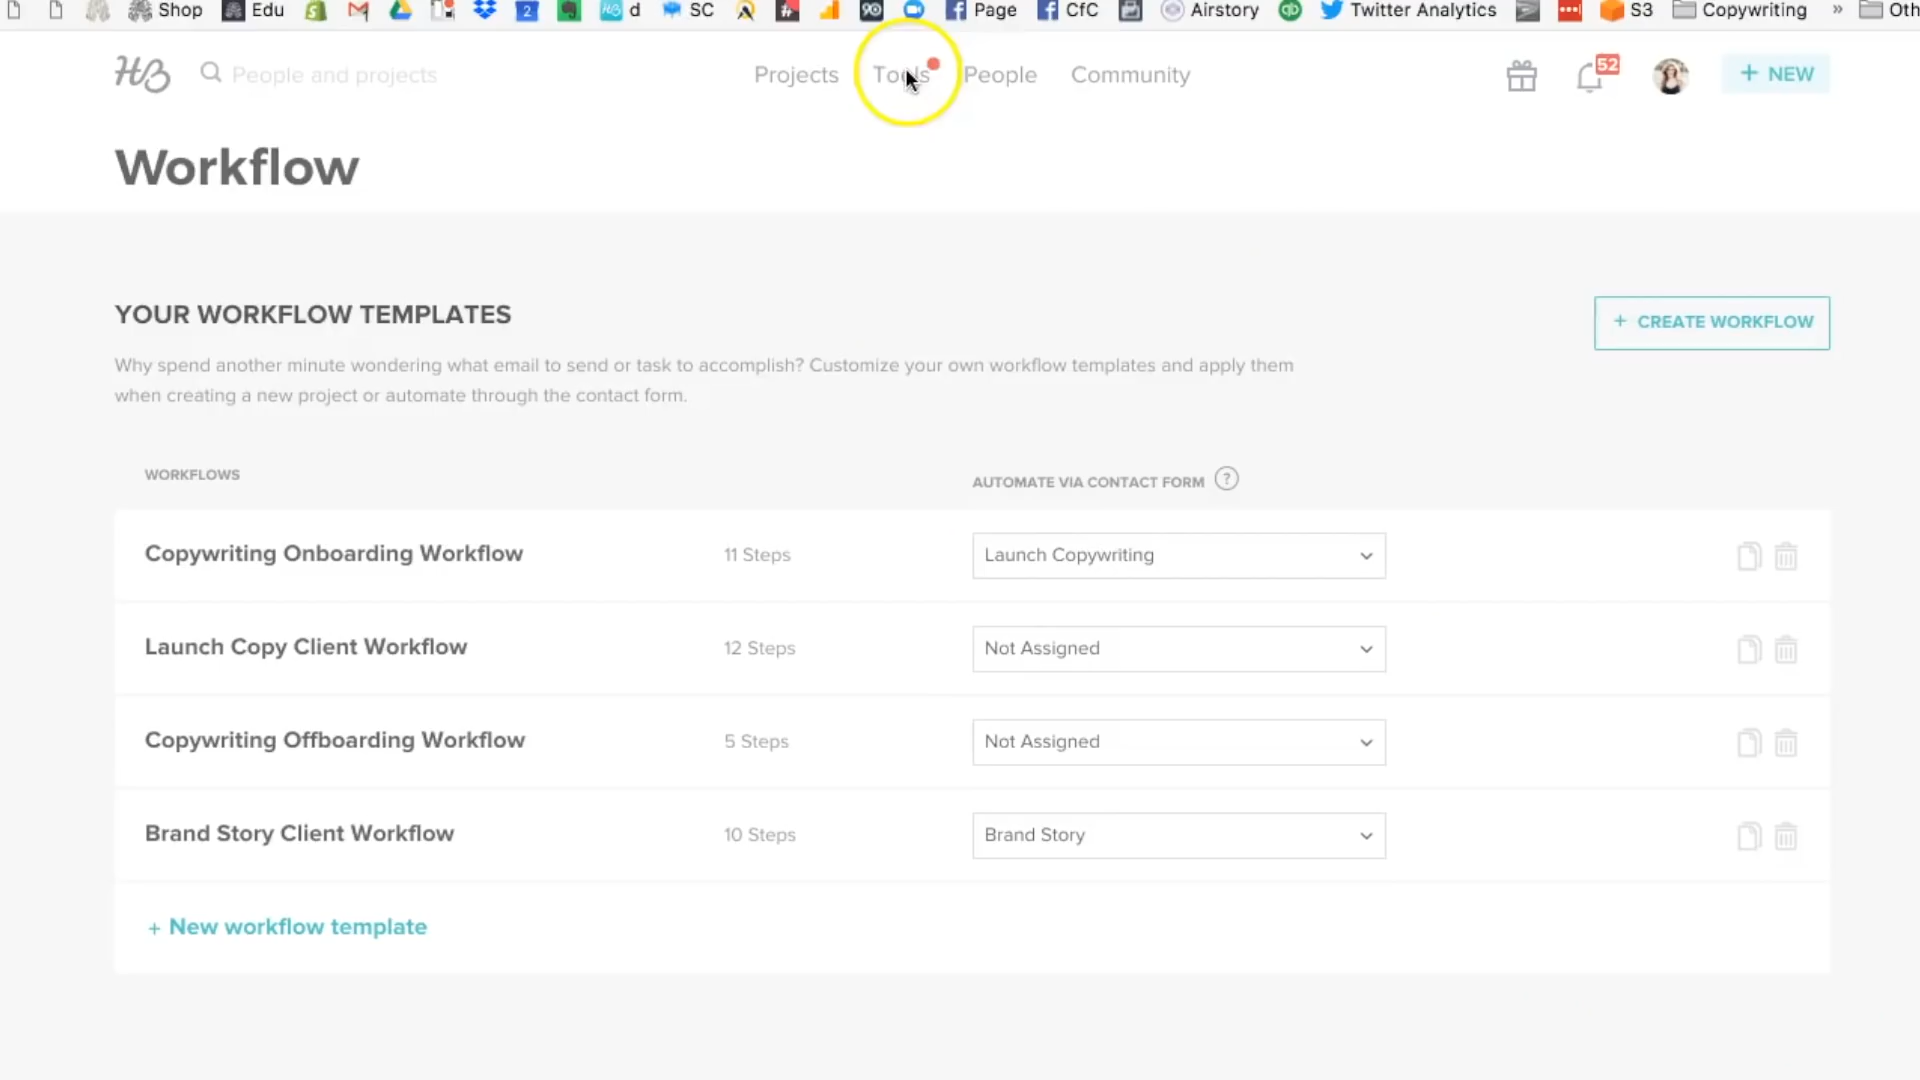 Shop Edu 2 HB d SC # 90 Page CfC Airstory qb Twitter Analytics S3 Copywriting » Oth
HB People and projects Projects Tools People Community 52 + NEW
Workflow
YOUR WORKFLOW TEMPLATES
+ CREATE WORKFLOW
Why spend another minute wondering what email to send or task to accomplish? Customize your own workflow templates and apply them
when creating a new project or automate through the contact form.
WORKFLOWS AUTOMATE VIA CONTACT FORM ?
Copywriting Onboarding Workflow 11 Steps Launch Copywriting
Launch Copy Client Workflow 12 Steps Not Assigned
Copywriting Offboarding Workflow 5 Steps Not Assigned
Brand Story Client Workflow 10 Steps Brand Story
+ New workflow template